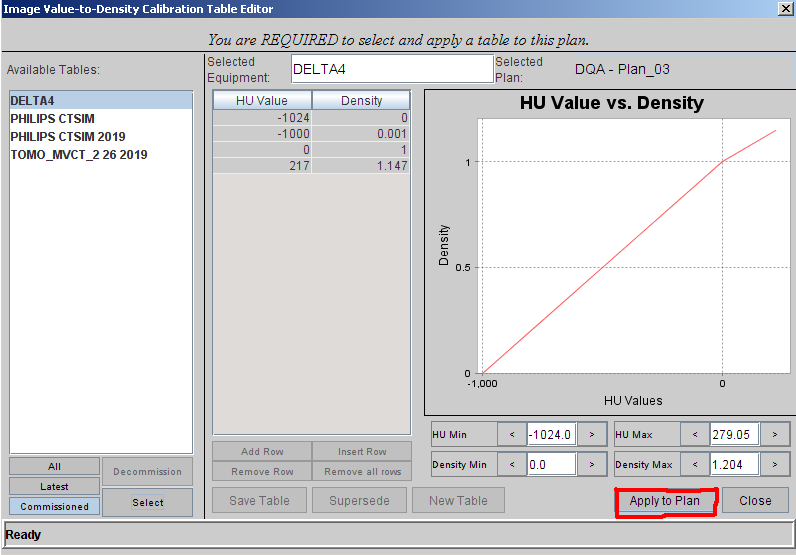 Image Value-to-Density Calibration Table Editor
You are REQUIRED to select and apply a table to this plan.
Available Tables:
DELTA4
PHILIPS CTSIM
PHILIPS CTSIM 2019
TOMO_MVCT_2 26 2019
All
Latest
Commissioned
Decommission
Select
Selected Equipment:
DELTA4
Selected Plan:
DQA - Plan_03
HU Value Density
-1024 0
-1000 0.001
0 1
217 1.147
Add Row Insert Row
Remove Row Remove all rows
Save Table Supersede New Table
HU Value vs. Density
Density
1
0.5
0
-1,000 0
HU Values
HU Min < -1024.0 > HU Max < 279.05 >
Density Min < 0.0 > Density Max < 1.204 >
Apply to Plan Close
Ready